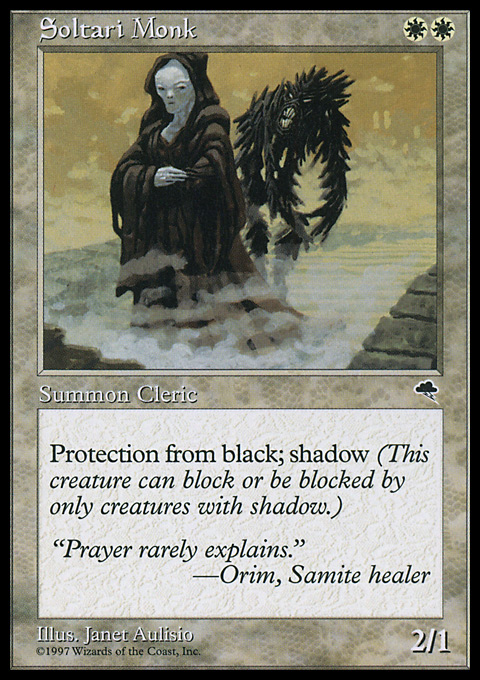 Soltari Monk
Summon Cleric
Protection from black; shadow (This
creature can block or be blocked by
only creatures with shadow.)
“Prayer rarely explains.”
—Orim, Samite healer
Illus. Janet Aulisio
2/1
©1997 Wizards of the Coast, Inc.